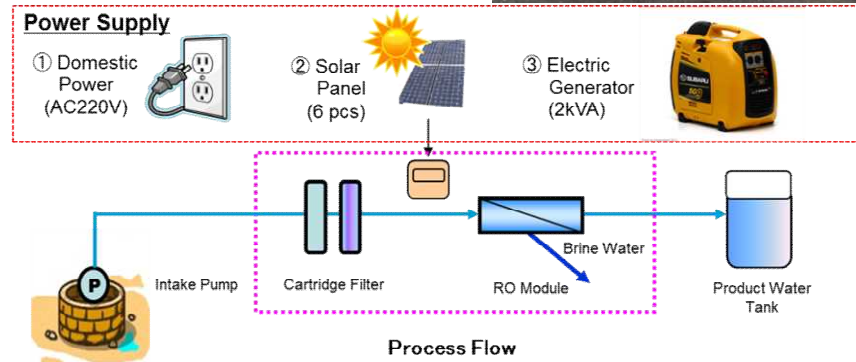 Power Supply
① Domestic
Power
(AC220V)
② Solar
Panel
(6 pcs)
③ Electric
Generator
(2kVA)
SUBARU
P
Intake Pump
Cartridge Filter
Brine Water
RO Module
Product Water
Tank
Process Flow